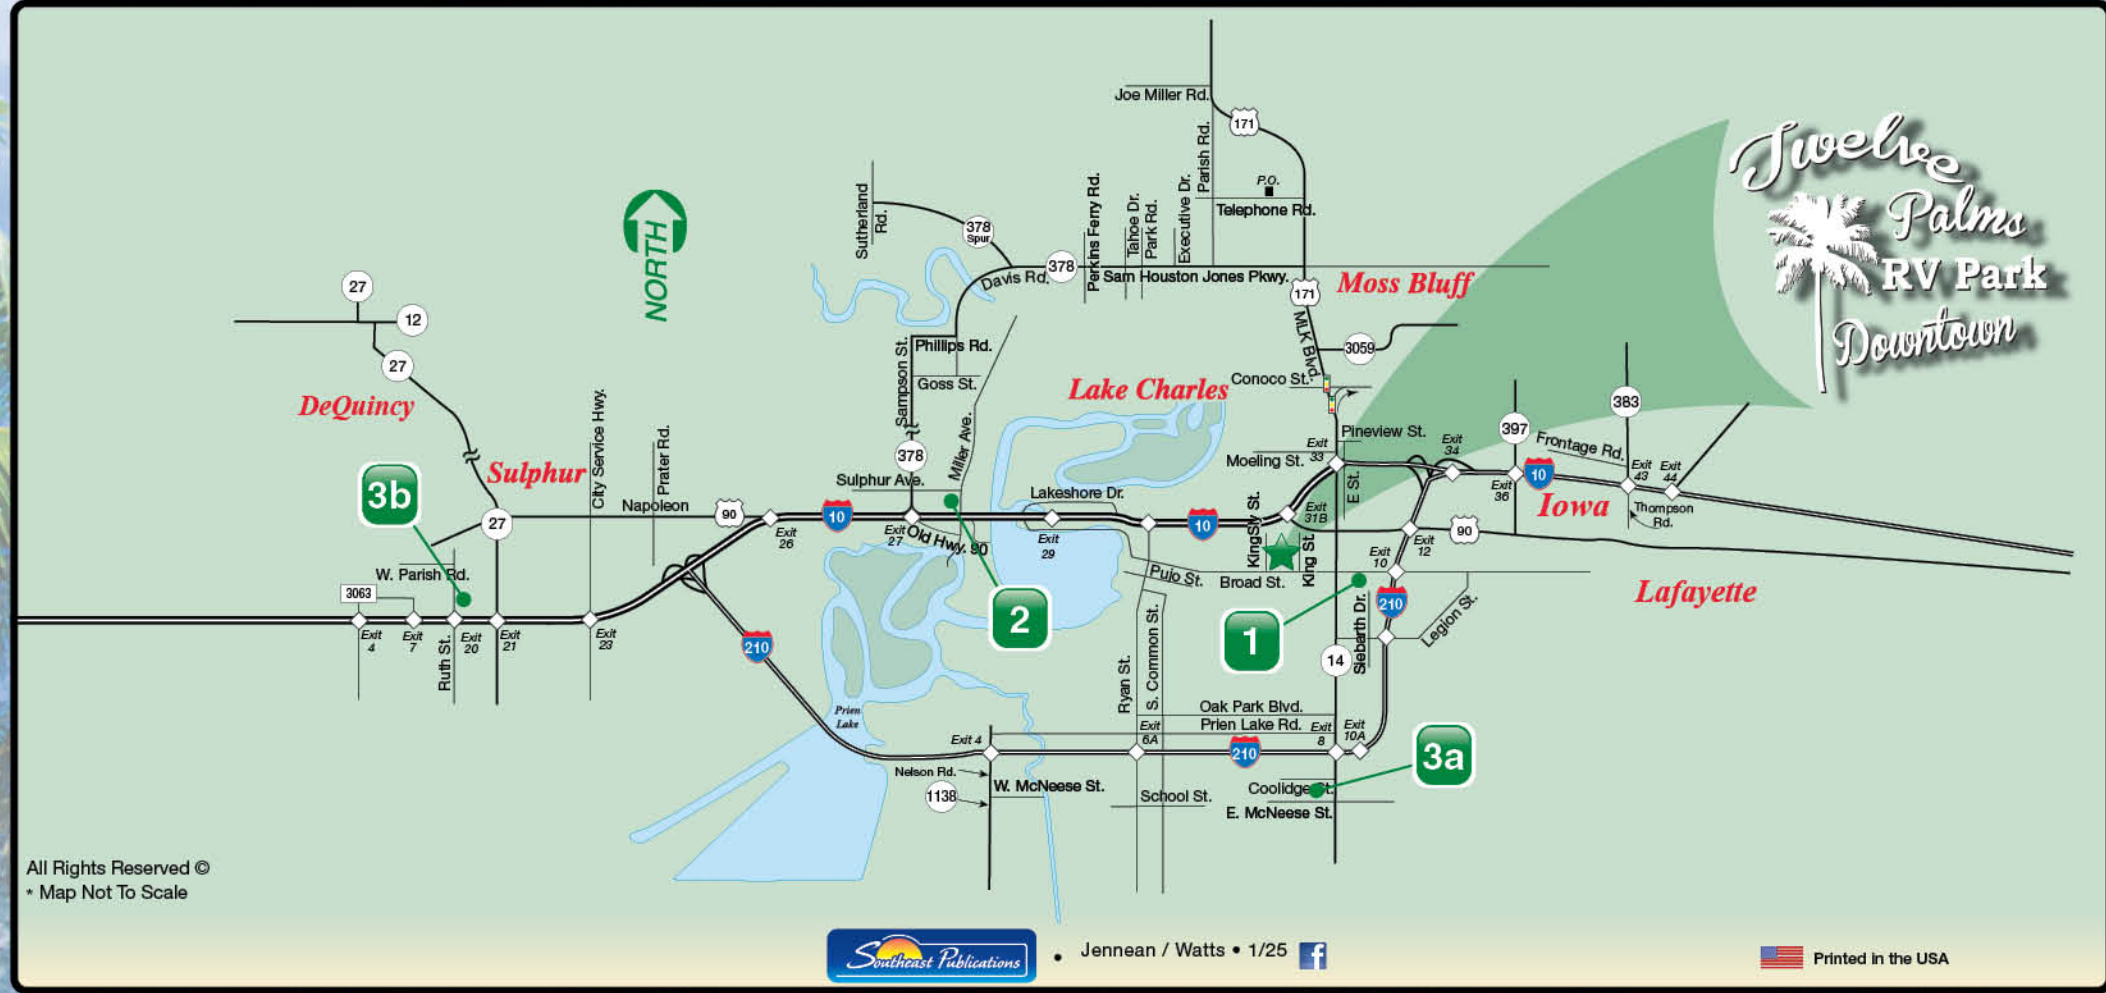 Joe Miller Rd.
171
Parish Rd.
Twelve
Palms
RV Park
Downtown
P.O.
Telephone Rd.
Executive Dr.
Park Rd.
Tahoe Dr.
Perkins Ferry Rd.
Sutherland
Rd.
378
Spur
NORTH
Davis Rd.
378
Sam Houston Jones Pkwy.
171
Moss Bluff
27
12
27
MLK Blvd.
3059
Phillips Rd.
Sampson St.
Goss St.
Conoco St.
Lake Charles
DeQuincy
City Service Hwy.
Prater Rd.
Miller Ave.
383
397
Pineview St.
Exit
34
Frontage Rd.
Exit
33
Moeling St.
378
Sulphur
3b
Sulphur Ave.
Lakeshore Dr.
E St.
Exit
43
Exit
44
10
Exit
36
Iowa
Thompson
Rd.
Napoleon
90
10
10
KingSly St.
Exit
31B
27
Exit
26
Exit
27
Old Hwy. 90
Exit
29
King St.
90
Exit
12
Exit
10
W. Parish Rd.
Pujo St.
Broad St.
3063
2
1
210
Legion St.
Lafayette
Exit
4
Exit
7
Ruth St.
Exit
20
Exit
21
Exit
23
210
Siebarth Dr.
14
Ryan St.
S. Common St.
Oak Park Blvd.
Prien
Lake
Exit
6A
Prien Lake Rd.
Exit
8
Exit
10A
Exit 4
210
3a
Nelson Rd.
1138
W. McNeese St.
School St.
Coolidge St.
E. McNeese St.
All Rights Reserved ©
* Map Not To Scale
Southeast Publications
• Jennean / Watts • 1/25
f
Printed in the USA